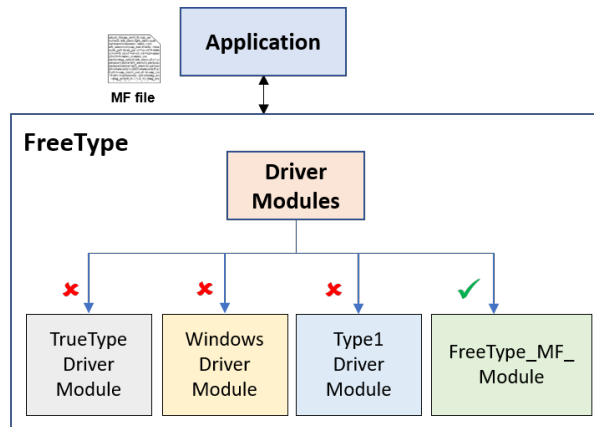 Application
MF file
FreeType
Driver
Modules
TrueType
Driver
Module
Windows
Driver
Module
Type1
Driver
Module
FreeType_MF_
Module